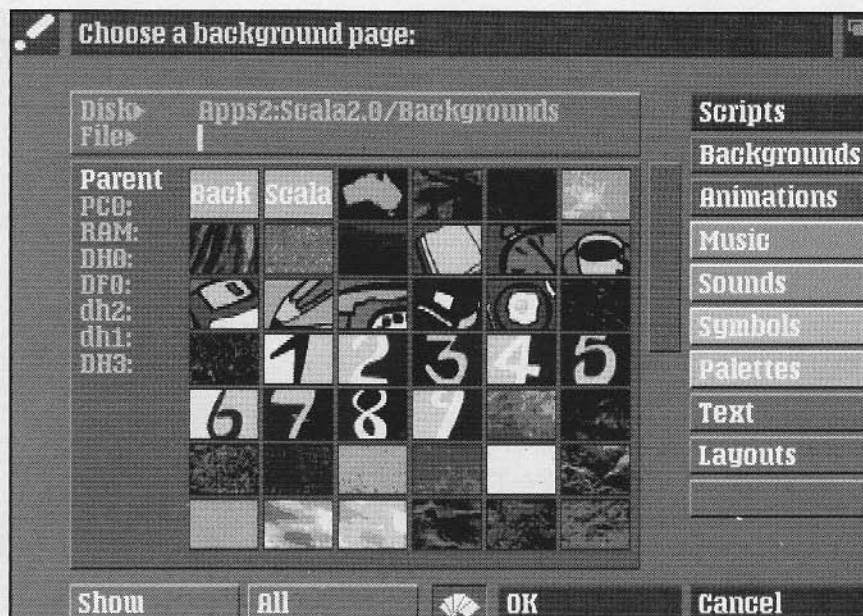 Choose a background page:
Disk▸ Apps2:Scala2.0/Backgrounds
File▸
Parent
PC0:
RAM:
DH0:
DF0:
dh2:
dh1:
DH3:
Back Scala
1 2 3 4 5
6 7 8 9
Scripts
Backgrounds
Animations
Music
Sounds
Symbols
Palettes
Text
Layouts
Show All OK Cancel